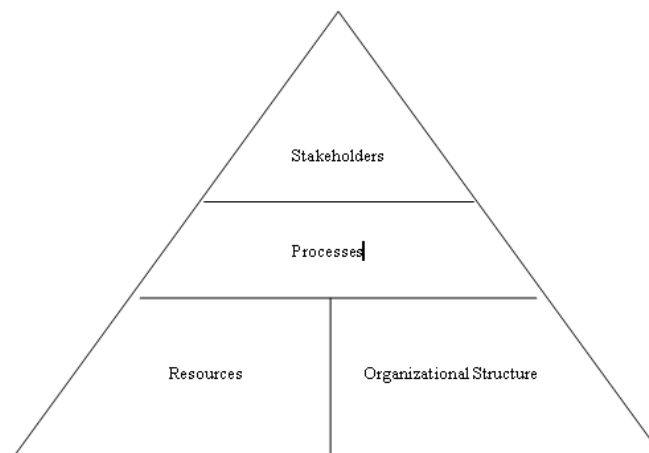 Stakeholders
Processes
Resources
Organizational Structure